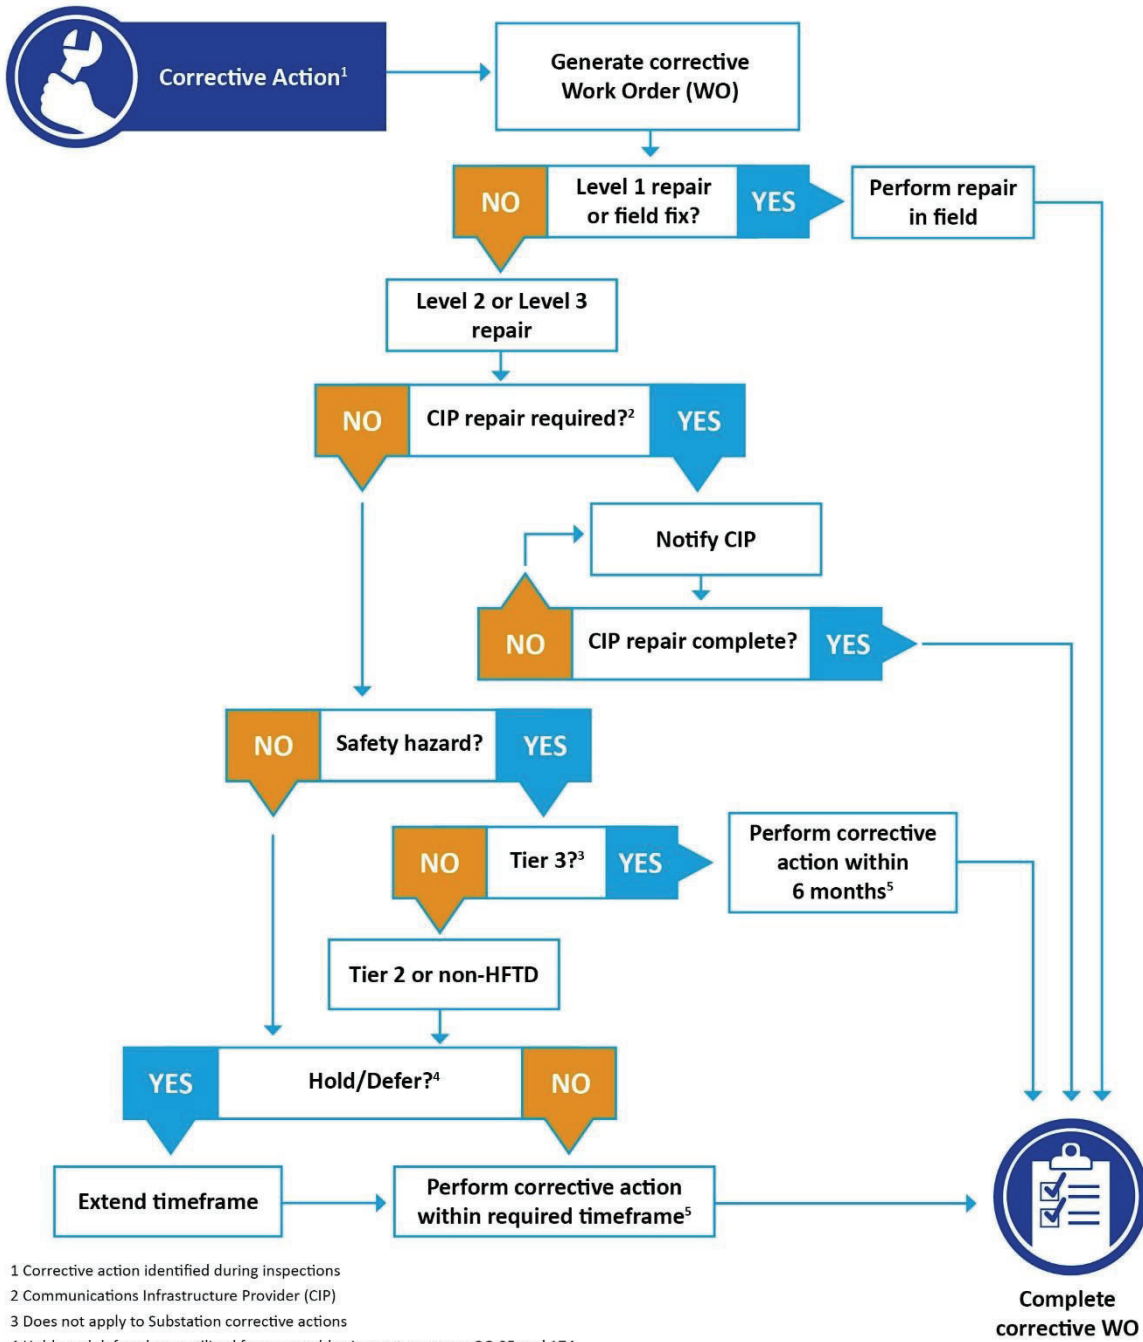 Corrective Action¹
Generate corrective
Work Order (WO)
NO
Level 1 repair
or field fix?
YES
Perform repair
in field
Level 2 or Level 3
repair
NO
CIP repair required?²
YES
Notify CIP
NO
CIP repair complete?
YES
NO
Safety hazard?
YES
NO
Tier 3?³
YES
Perform corrective
action within
6 months⁵
Tier 2 or non-HFTD
YES
Hold/Defer?⁴
NO
Extend timeframe
Perform corrective action
within required timeframe⁵
Complete
corrective WO
1 Corrective action identified during inspections
2 Communications Infrastructure Provider (CIP)
3 Does not apply to Substation corrective actions